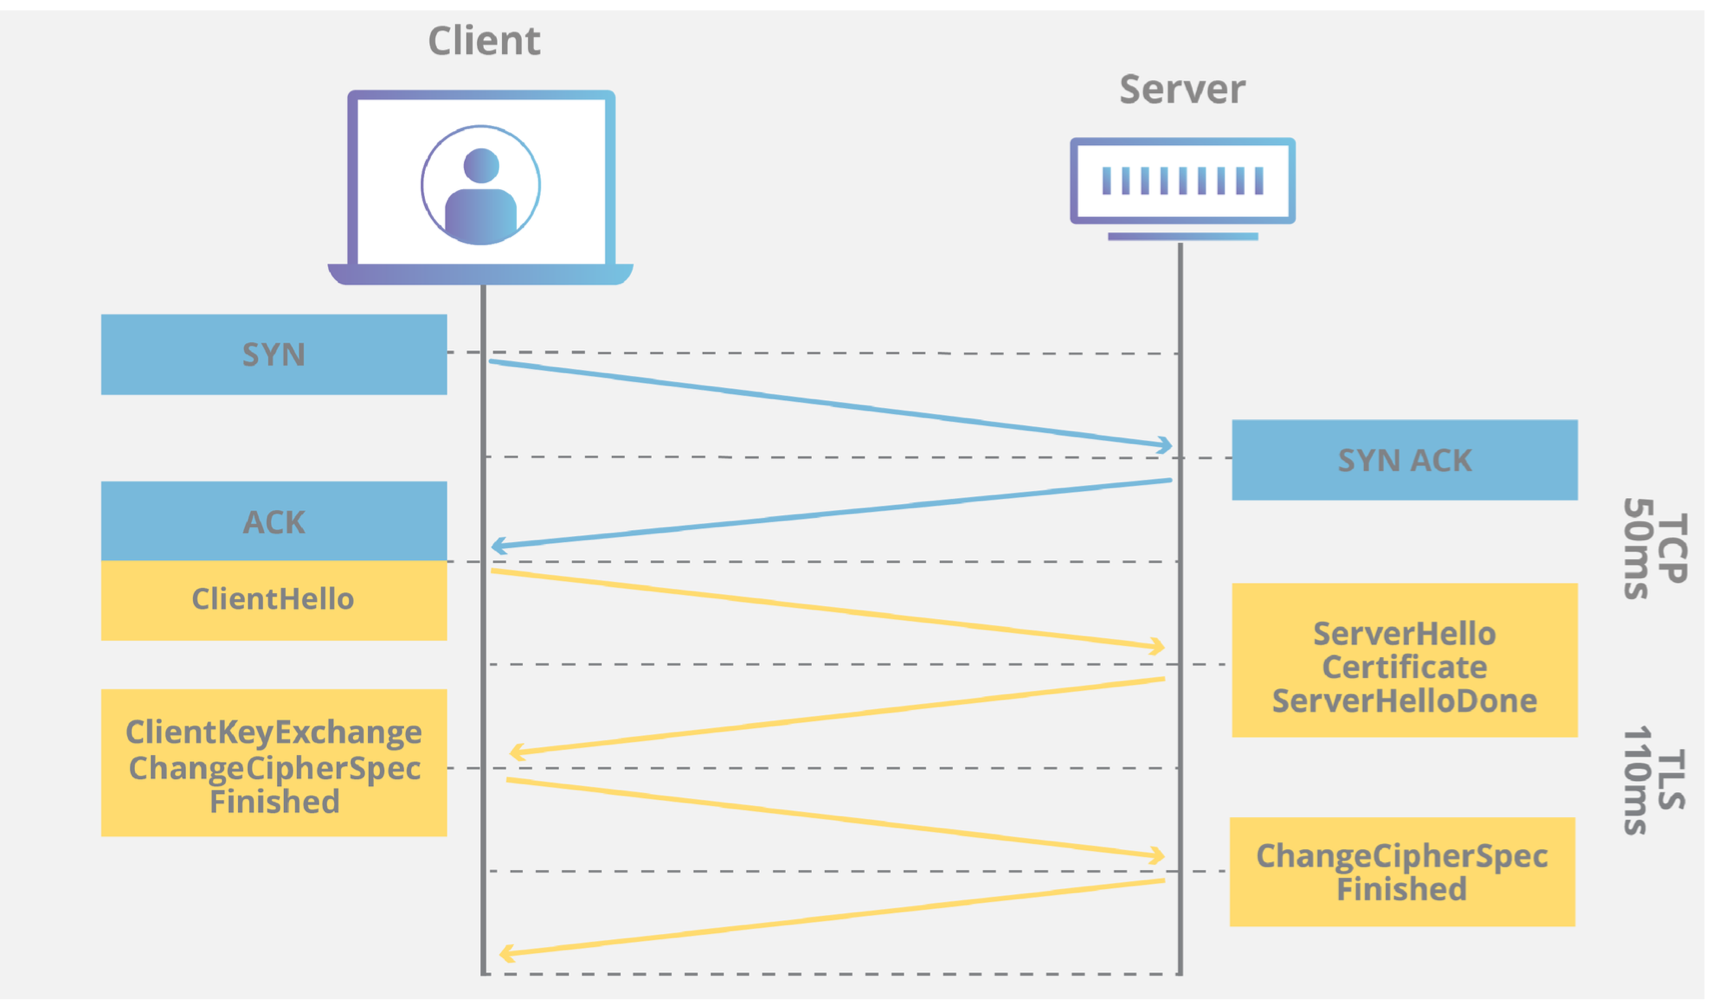 Client
Server
SYN
SYN ACK
ACK
ClientHello
TCP
50ms
ServerHello
Certificate
ServerHelloDone
ClientKeyExchange
ChangeCipherSpec
Finished
TLS
110ms
ChangeCipherSpec
Finished